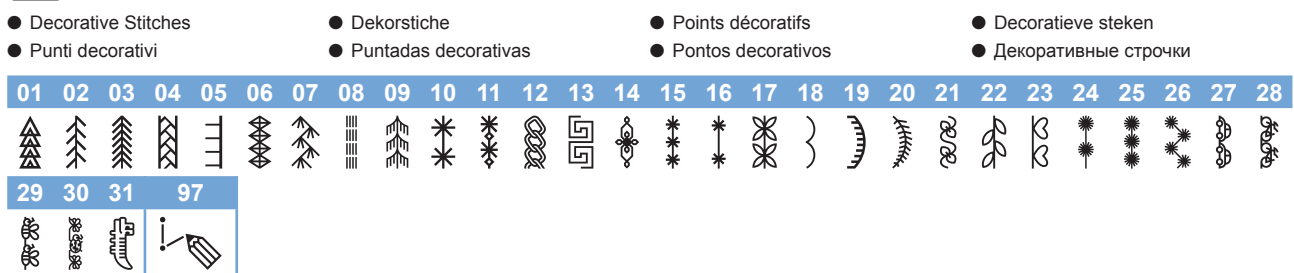 ● Decorative Stitches ● Dekorstiche ● Points décoratifs ● Decoratieve steken
● Punti decorativi ● Puntadas decorativas ● Pontos decorativos ● Декоративные строчки
01 02 03 04 05 06 07 08 09 10 11 12 13 14 15 16 17 18 19 20 21 22 23 24 25 26 27 28
29 30 31 97